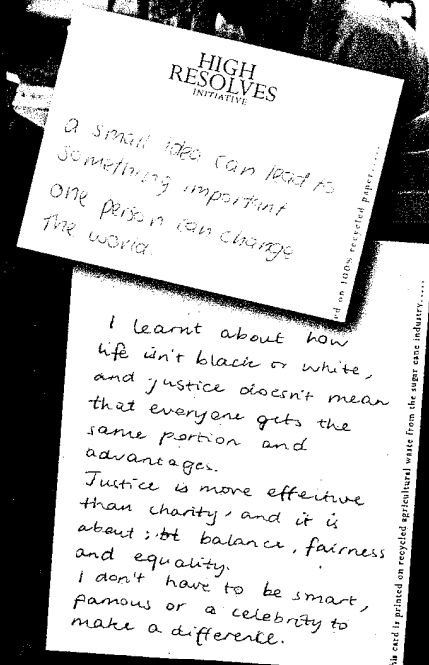 HIGH
RESOLVES
INITIATIVE
a small idea can lead to
something important
one person can change
the world.
ed on 100% recycled paper.....
I learnt about how
life isn't black or white,
and justice doesn't mean
that everyone gets the
same portion and
advantages.
Justice is more effective
than charity, and it is
about; balance, fairness
and equality.
I don't have to be smart,
famous or a celebrity to
make a difference.
his card is printed on recycled agricultural waste from the sugar cane industry.....